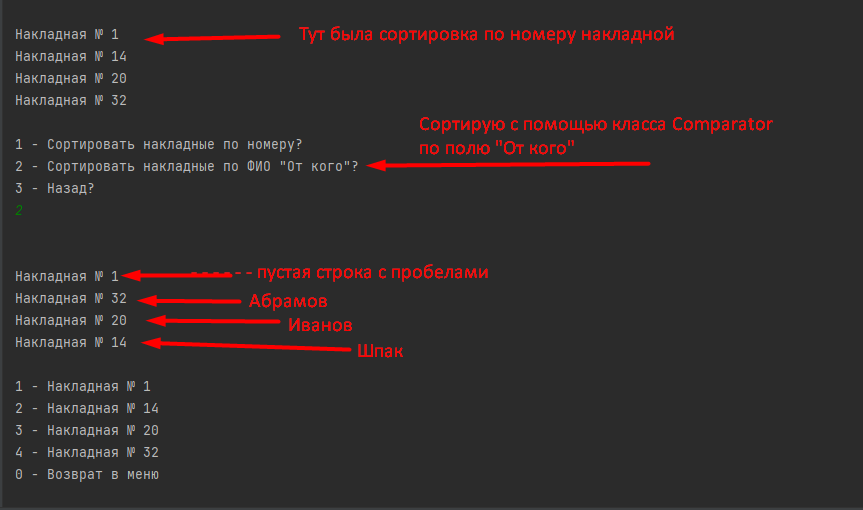 Накладная № 1
Тут была сортировка по номеру накладной
Накладная № 14
Накладная № 20
Накладная № 32
Сортирую с помощью класса Comparator
по полю "От кого"
1 - Сортировать накладные по номеру?
2 - Сортировать накладные по ФИО "От кого"?
3 - Назад?
2
Накладная № 1
- - - - - - пустая строка с пробелами
Накладная № 32
Абрамов
Накладная № 20
Иванов
Накладная № 14
Шпак
1 - Накладная № 1
2 - Накладная № 14
3 - Накладная № 20
4 - Накладная № 32
0 - Возврат в меню